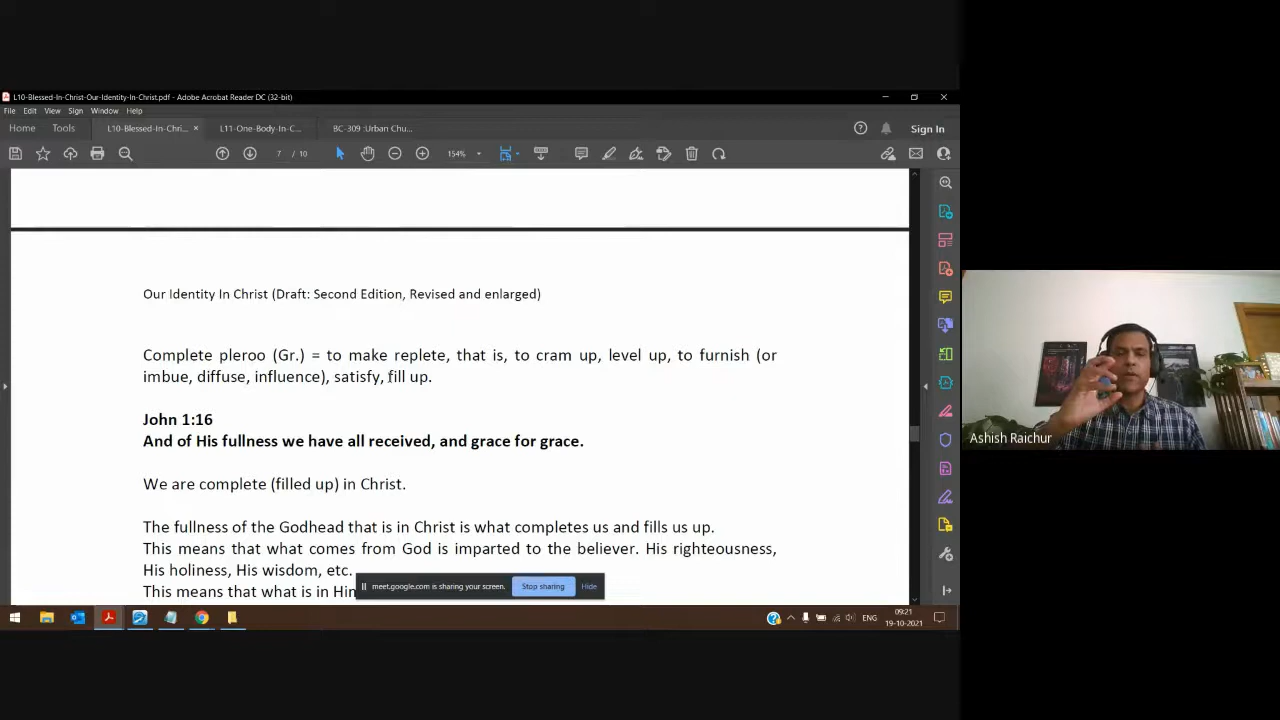 L10-Blessed-In-Christ-Our-Identity-In-Christ.pdf - Adobe Acrobat Reader DC (32-bit)
File Edit View Sign Window Help
Home Tools L10-Blessed-In-Chri... × L11-One-Body-In-C... BC-309 :Urban Chu... Sign In
7 / 10 154%
Our Identity In Christ (Draft: Second Edition, Revised and enlarged)
Complete pleroo (Gr.) = to make replete, that is, to cram up, level up, to furnish (or
imbue, diffuse, influence), satisfy, fill up.
John 1:16
And of His fullness we have all received, and grace for grace.
We are complete (filled up) in Christ.
The fullness of the Godhead that is in Christ is what completes us and fills us up.
This means that what comes from God is imparted to the believer. His righteousness,
His holiness, His wisdom, etc.
This means that what is in Him
meet.google.com is sharing your screen. Stop sharing Hide
ENG
09:21
19-10-2021
Ashish Raichur